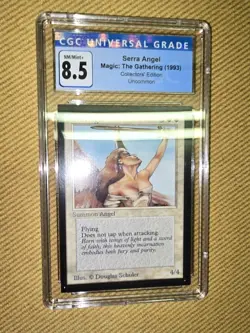 CGC UNIVERSAL GRADE
NM/Mint+
8.5
Serra Angel
Magic: The Gathering (1993)
Collectors' Edition
Uncommon
Summon Angel
Flying
Does not tap when attacking.
Born with wings of light and a sword
of faith, this heavenly incarnation
embodies both fury and purity.
Illus. © Douglas Schuler
4/4